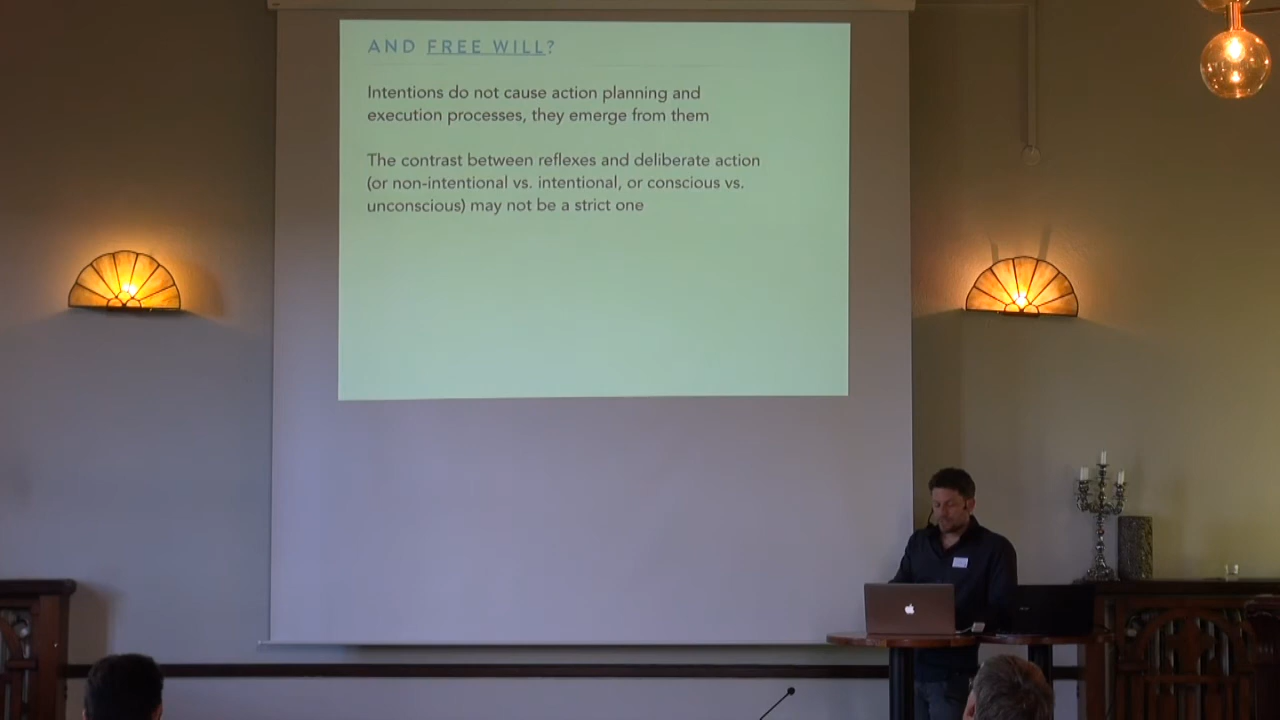 AND FREE WILL?
Intentions do not cause action planning and
execution processes, they emerge from them
The contrast between reflexes and deliberate action
(or non-intentional vs. intentional, or conscious vs.
unconscious) may not be a strict one